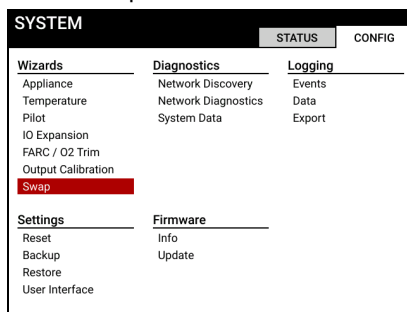 SYSTEM
STATUS
CONFIG
Wizards
Appliance
Temperature
Pilot
IO Expansion
FARC / O2 Trim
Output Calibration
Swap
Diagnostics
Network Discovery
Network Diagnostics
System Data
Logging
Events
Data
Export
Settings
Reset
Backup
Restore
User Interface
Firmware
Info
Update